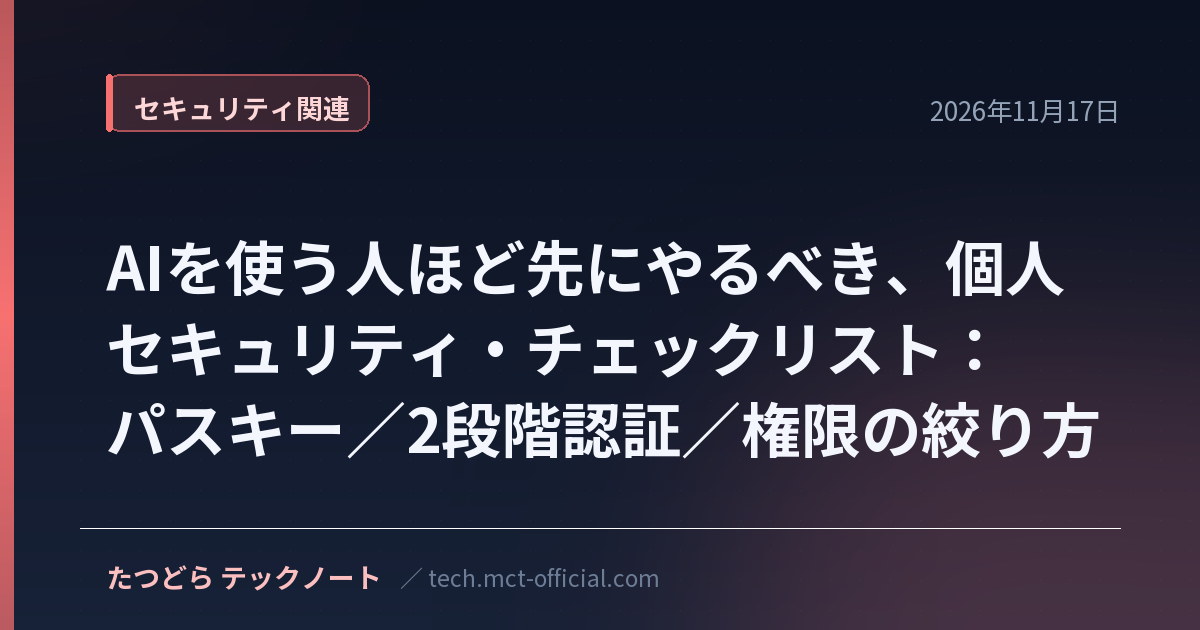 セキュリティ関連
2026年11月17日
AIを使う人ほど先にやるべき、個人
セキュリティ・チェックリスト：
パスキー／2段階認証／権限の絞り方
たつどら テックノート ／ tech.mct-official.com